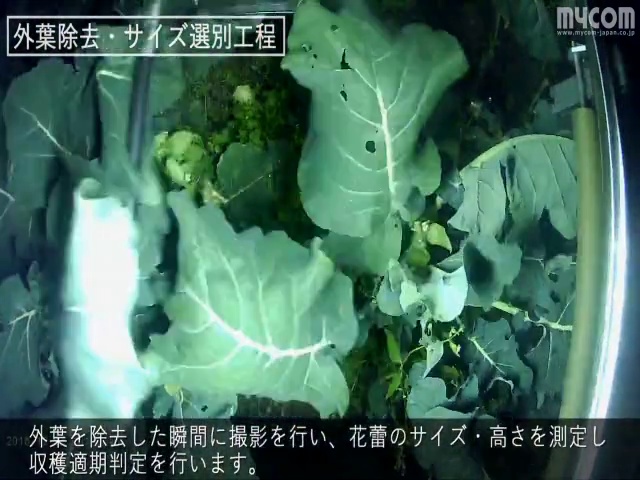 外葉除去・サイズ選別工程
mycom
www.mycom-japan.co.jp
外葉を除去した瞬間に撮影を行い、花蕾のサイズ・高さを測定し
収穫適期判定を行います。